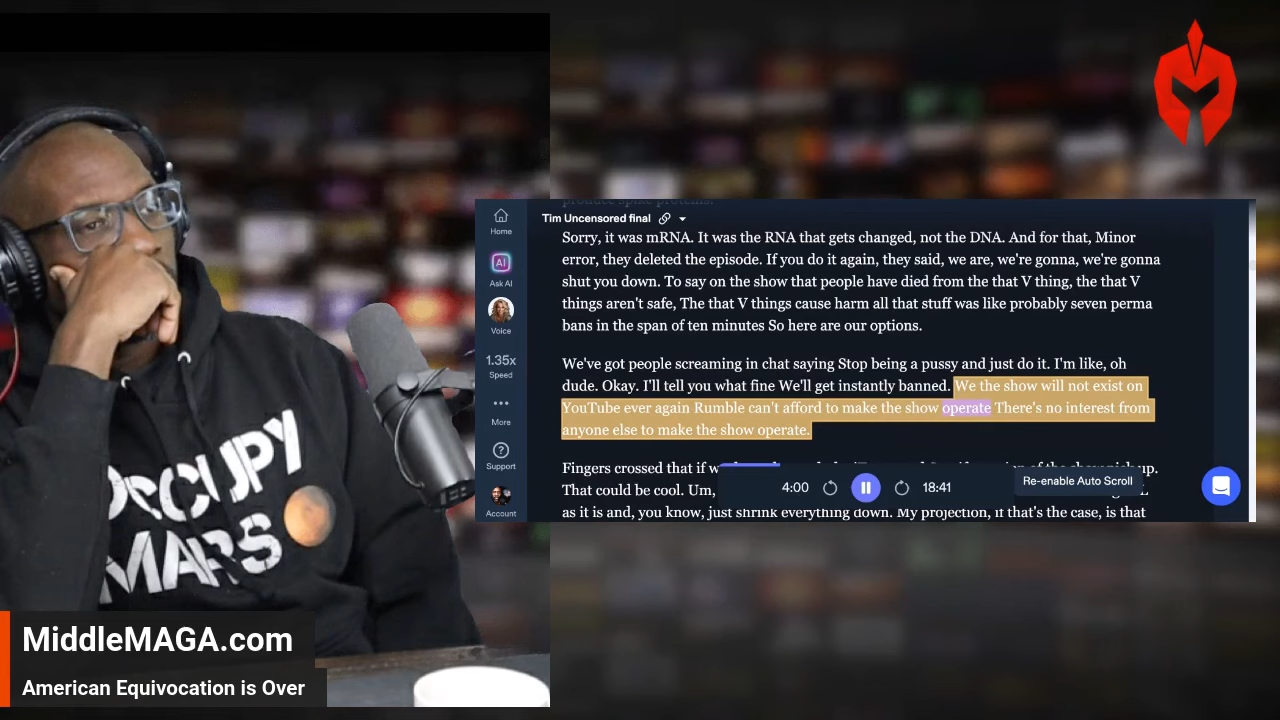 produce spike proteins.
Tim Uncensored final
Home
Sorry, it was mRNA. It was the RNA that gets changed, not the DNA. And for that, Minor
error, they deleted the episode. If you do it again, they said, we are, we're gonna, we're gonna
shut you down. To say on the show that people have died from the that V thing, the that V
things aren't safe, The that V things cause harm all that stuff was like probably seven perma
bans in the span of ten minutes So here are our options.
AI
Ask AI
Voice
1.35x
Speed
More
Support
Account
We've got people screaming in chat saying Stop being a pussy and just do it. I'm like, oh
dude. Okay. I'll tell you what fine We'll get instantly banned. We the show will not exist on
YouTube ever again Rumble can't afford to make the show operate There's no interest from
anyone else to make the show operate.
Fingers crossed that if w
up.
That could be cool. Um,
as it is and, you know, just shrink everything down. My projection, if that's the case, is that
4:00
18:41
Re-enable Auto Scroll
OCCUPY
MARS
MiddleMAGA.com
American Equivocation is Over